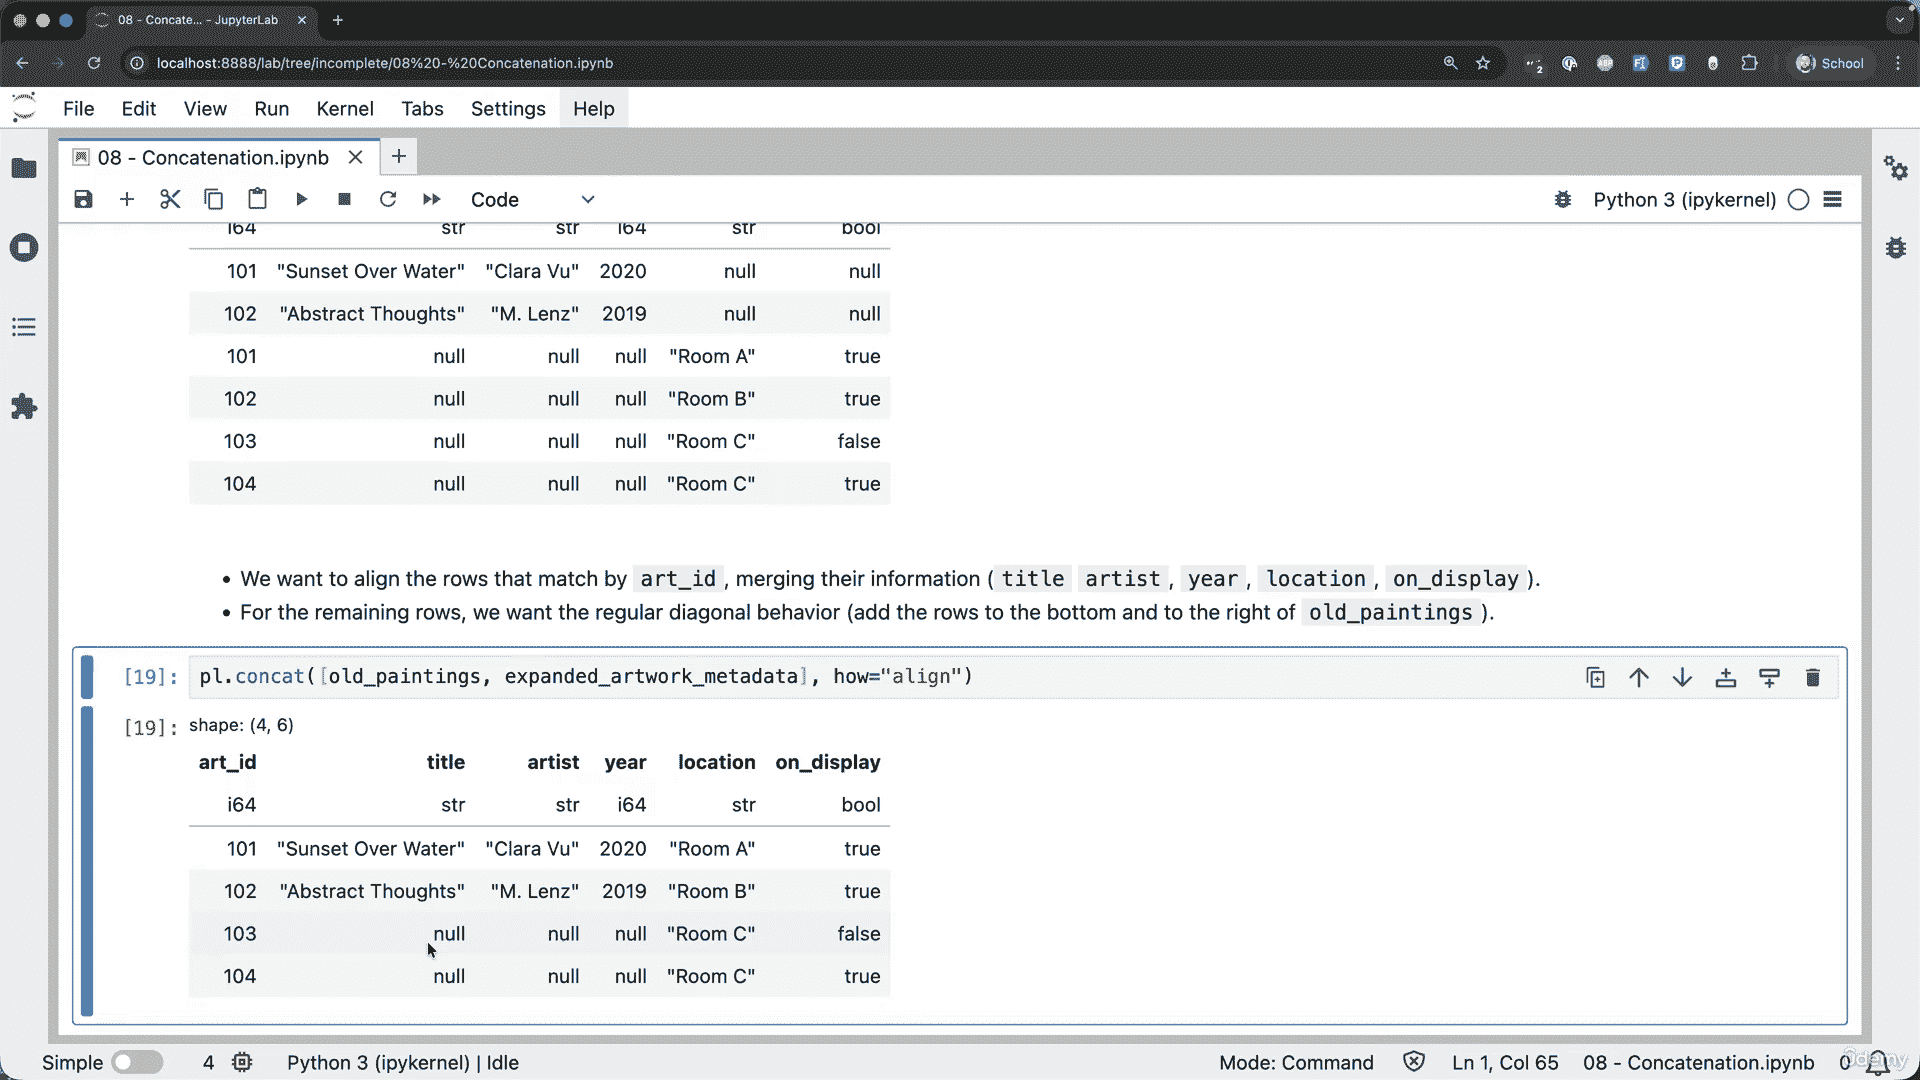 08 - Concate... - JupyterLab
localhost:8888/lab/tree/incomplete/08%20-%20Concatenation.ipynb
2
ABP
School
File Edit View Run Kernel Tabs Settings Help
08 - Concatenation.ipynb
Code
Python 3 (ipykernel)
i64 str str i64 str bool
101 "Sunset Over Water" "Clara Vu" 2020 null null
102 "Abstract Thoughts" "M. Lenz" 2019 null null
101 null null null "Room A" true
102 null null null "Room B" true
103 null null null "Room C" false
104 null null null "Room C" true
• We want to align the rows that match by art_id , merging their information ( title artist , year , location , on_display ).
• For the remaining rows, we want the regular diagonal behavior (add the rows to the bottom and to the right of old_paintings ).
[19]: pl.concat([old_paintings, expanded_artwork_metadata], how="align")
[19]: shape: (4, 6)
art_id title artist year location on_display
i64 str str i64 str bool
101 "Sunset Over Water" "Clara Vu" 2020 "Room A" true
102 "Abstract Thoughts" "M. Lenz" 2019 "Room B" true
103 null null null "Room C" false
104 null null null "Room C" true
Simple 4 Python 3 (ipykernel) | Idle Mode: Command Ln 1, Col 65 08 - Concatenation.ipynb 0
udemy